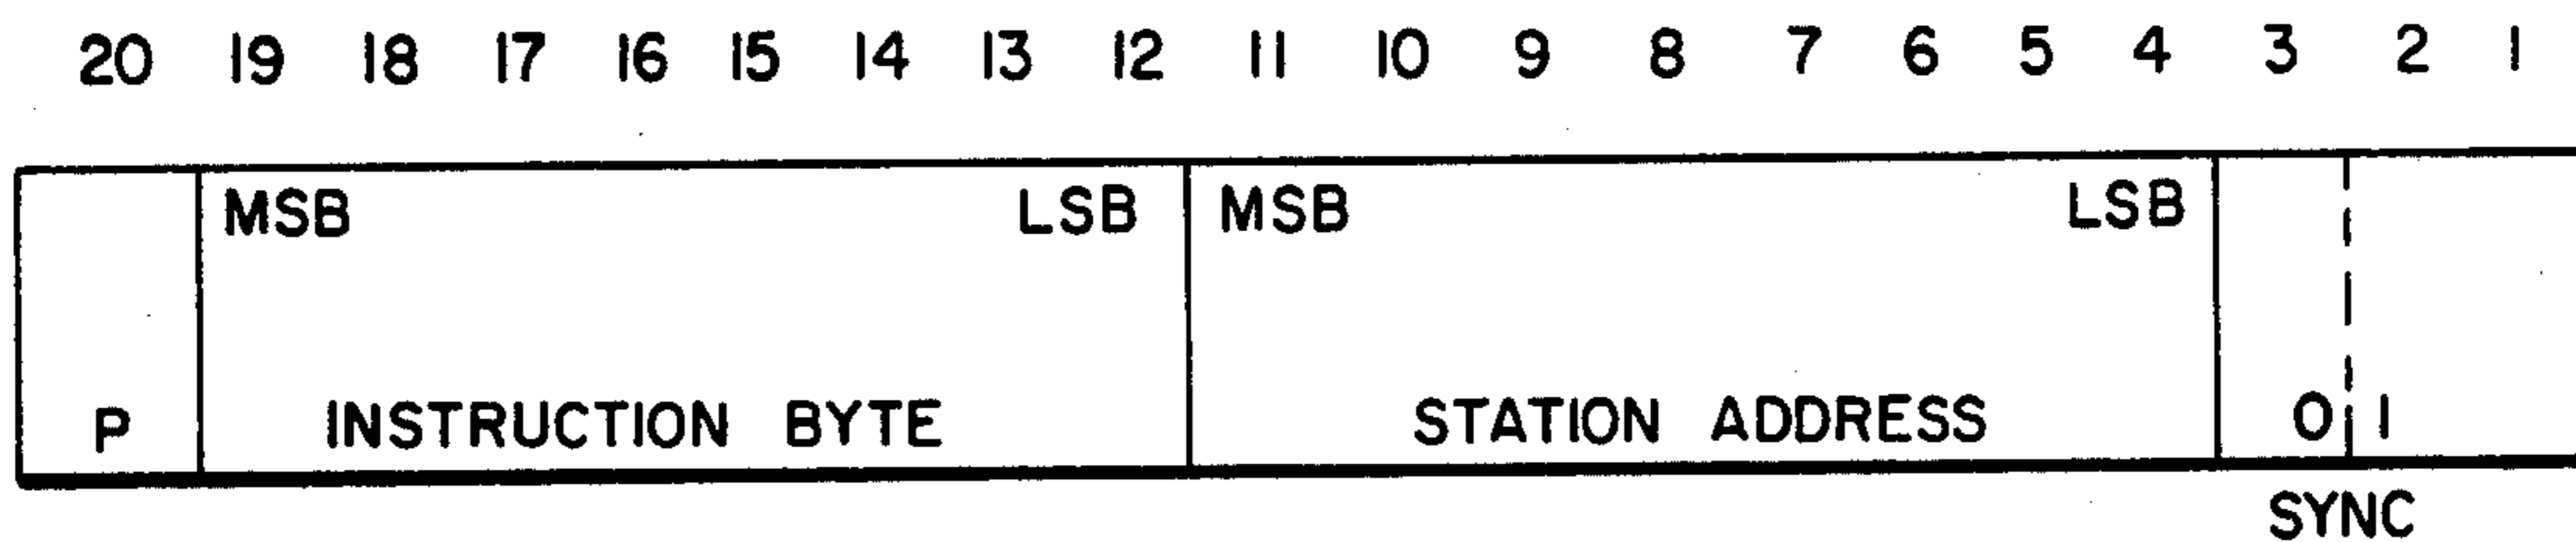 20 19 18 17 16 15 14 13 12 11 10 9 8 7 6 5 4 3 2 1
MSB LSB MSB LSB
P INSTRUCTION BYTE STATION ADDRESS 0 1
SYNC